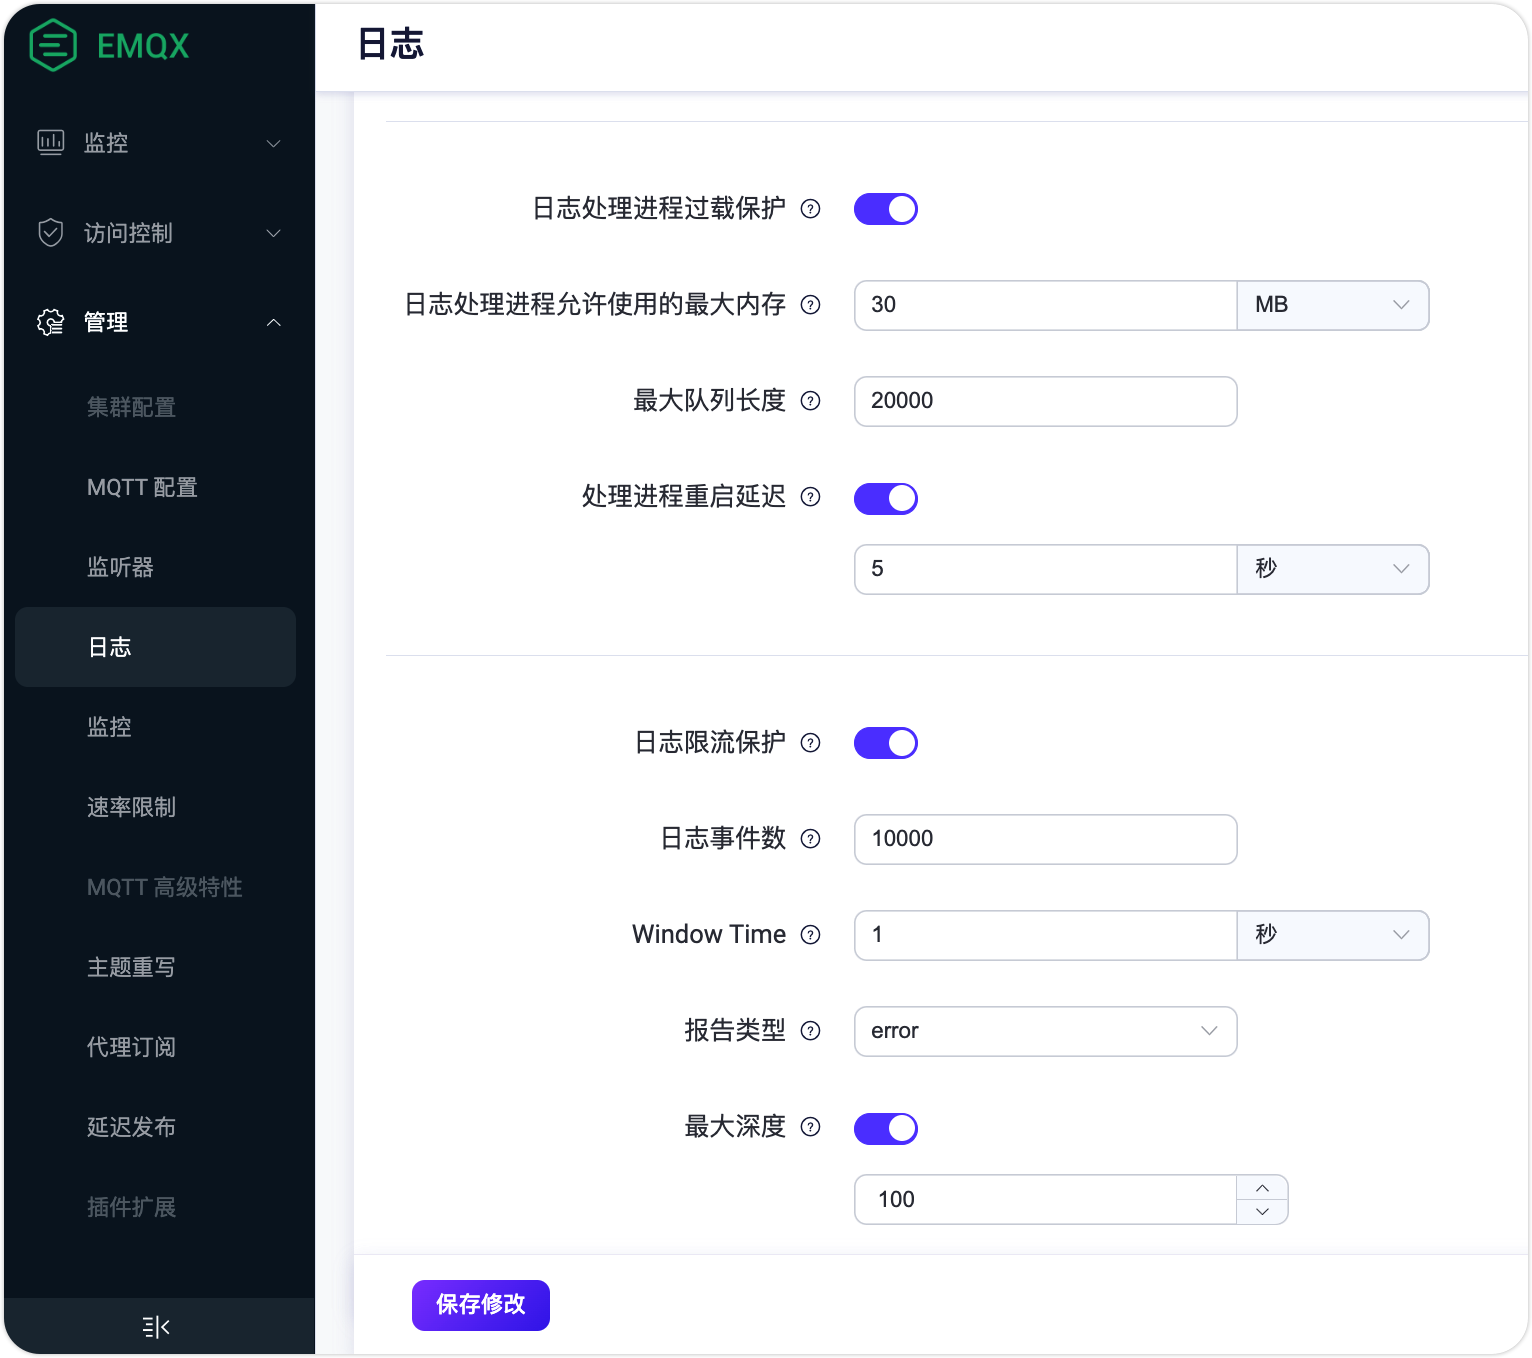 EMQX
监控
访问控制
管理
集群配置
MQTT 配置
监听器
日志
监控
速率限制
MQTT 高级特性
主题重写
代理订阅
延迟发布
插件扩展
日志
日志处理进程过载保护
日志处理进程允许使用的最大内存 30 MB
最大队列长度 20000
处理进程重启延迟
5 秒
日志限流保护
日志事件数 10000
Window Time 1 秒
报告类型 error
最大深度
100
保存修改